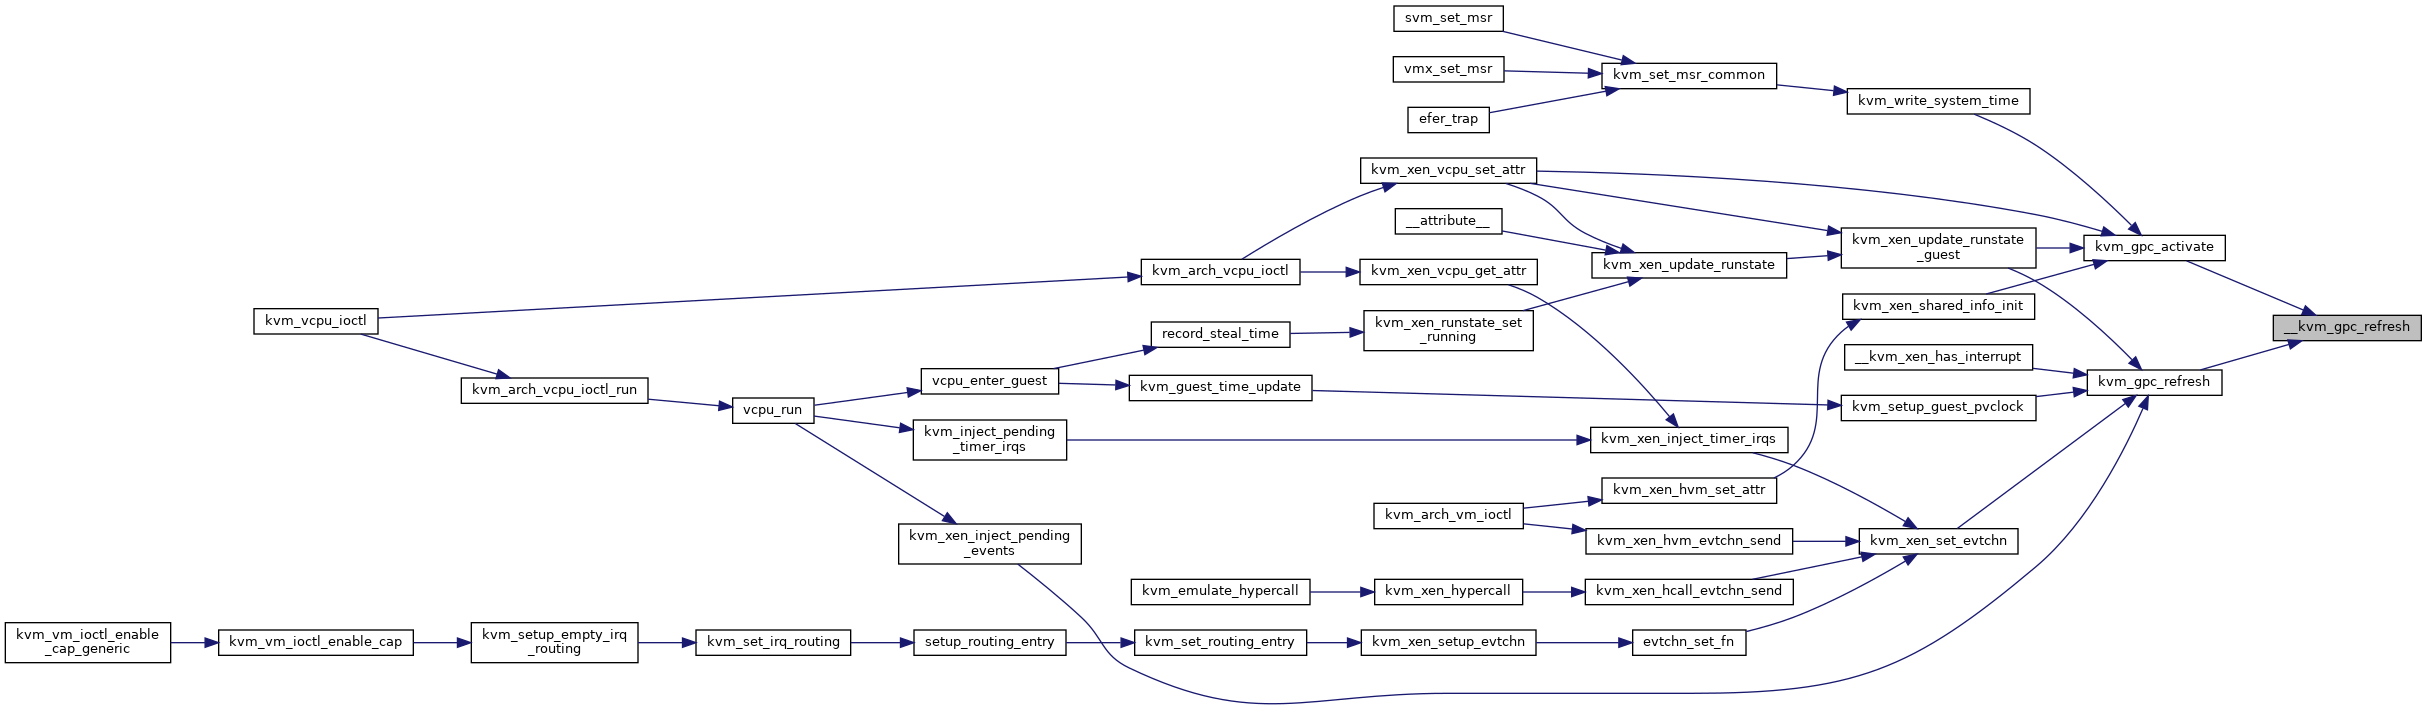 svm_set_msr
vmx_set_msr
kvm_set_msr_common
kvm_write_system_time
efer_trap
kvm_xen_vcpu_set_attr
__attribute__
kvm_xen_update_runstate
_guest
kvm_gpc_activate
kvm_xen_update_runstate
kvm_arch_vcpu_ioctl
kvm_xen_vcpu_get_attr
kvm_xen_shared_info_init
kvm_vcpu_ioctl
kvm_xen_runstate_set
_running
record_steal_time
__kvm_gpc_refresh
__kvm_xen_has_interrupt
kvm_gpc_refresh
vcpu_enter_guest
kvm_guest_time_update
kvm_arch_vcpu_ioctl_run
vcpu_run
kvm_setup_guest_pvclock
kvm_inject_pending
_timer_irqs
kvm_xen_inject_timer_irqs
kvm_xen_hvm_set_attr
kvm_arch_vm_ioctl
kvm_xen_inject_pending
_events
kvm_xen_hvm_evtchn_send
kvm_xen_set_evtchn
kvm_emulate_hypercall
kvm_xen_hypercall
kvm_xen_hcall_evtchn_send
kvm_vm_ioctl_enable
_cap_generic
kvm_vm_ioctl_enable_cap
kvm_setup_empty_irq
_routing
kvm_set_irq_routing
setup_routing_entry
kvm_set_routing_entry
kvm_xen_setup_evtchn
evtchn_set_fn